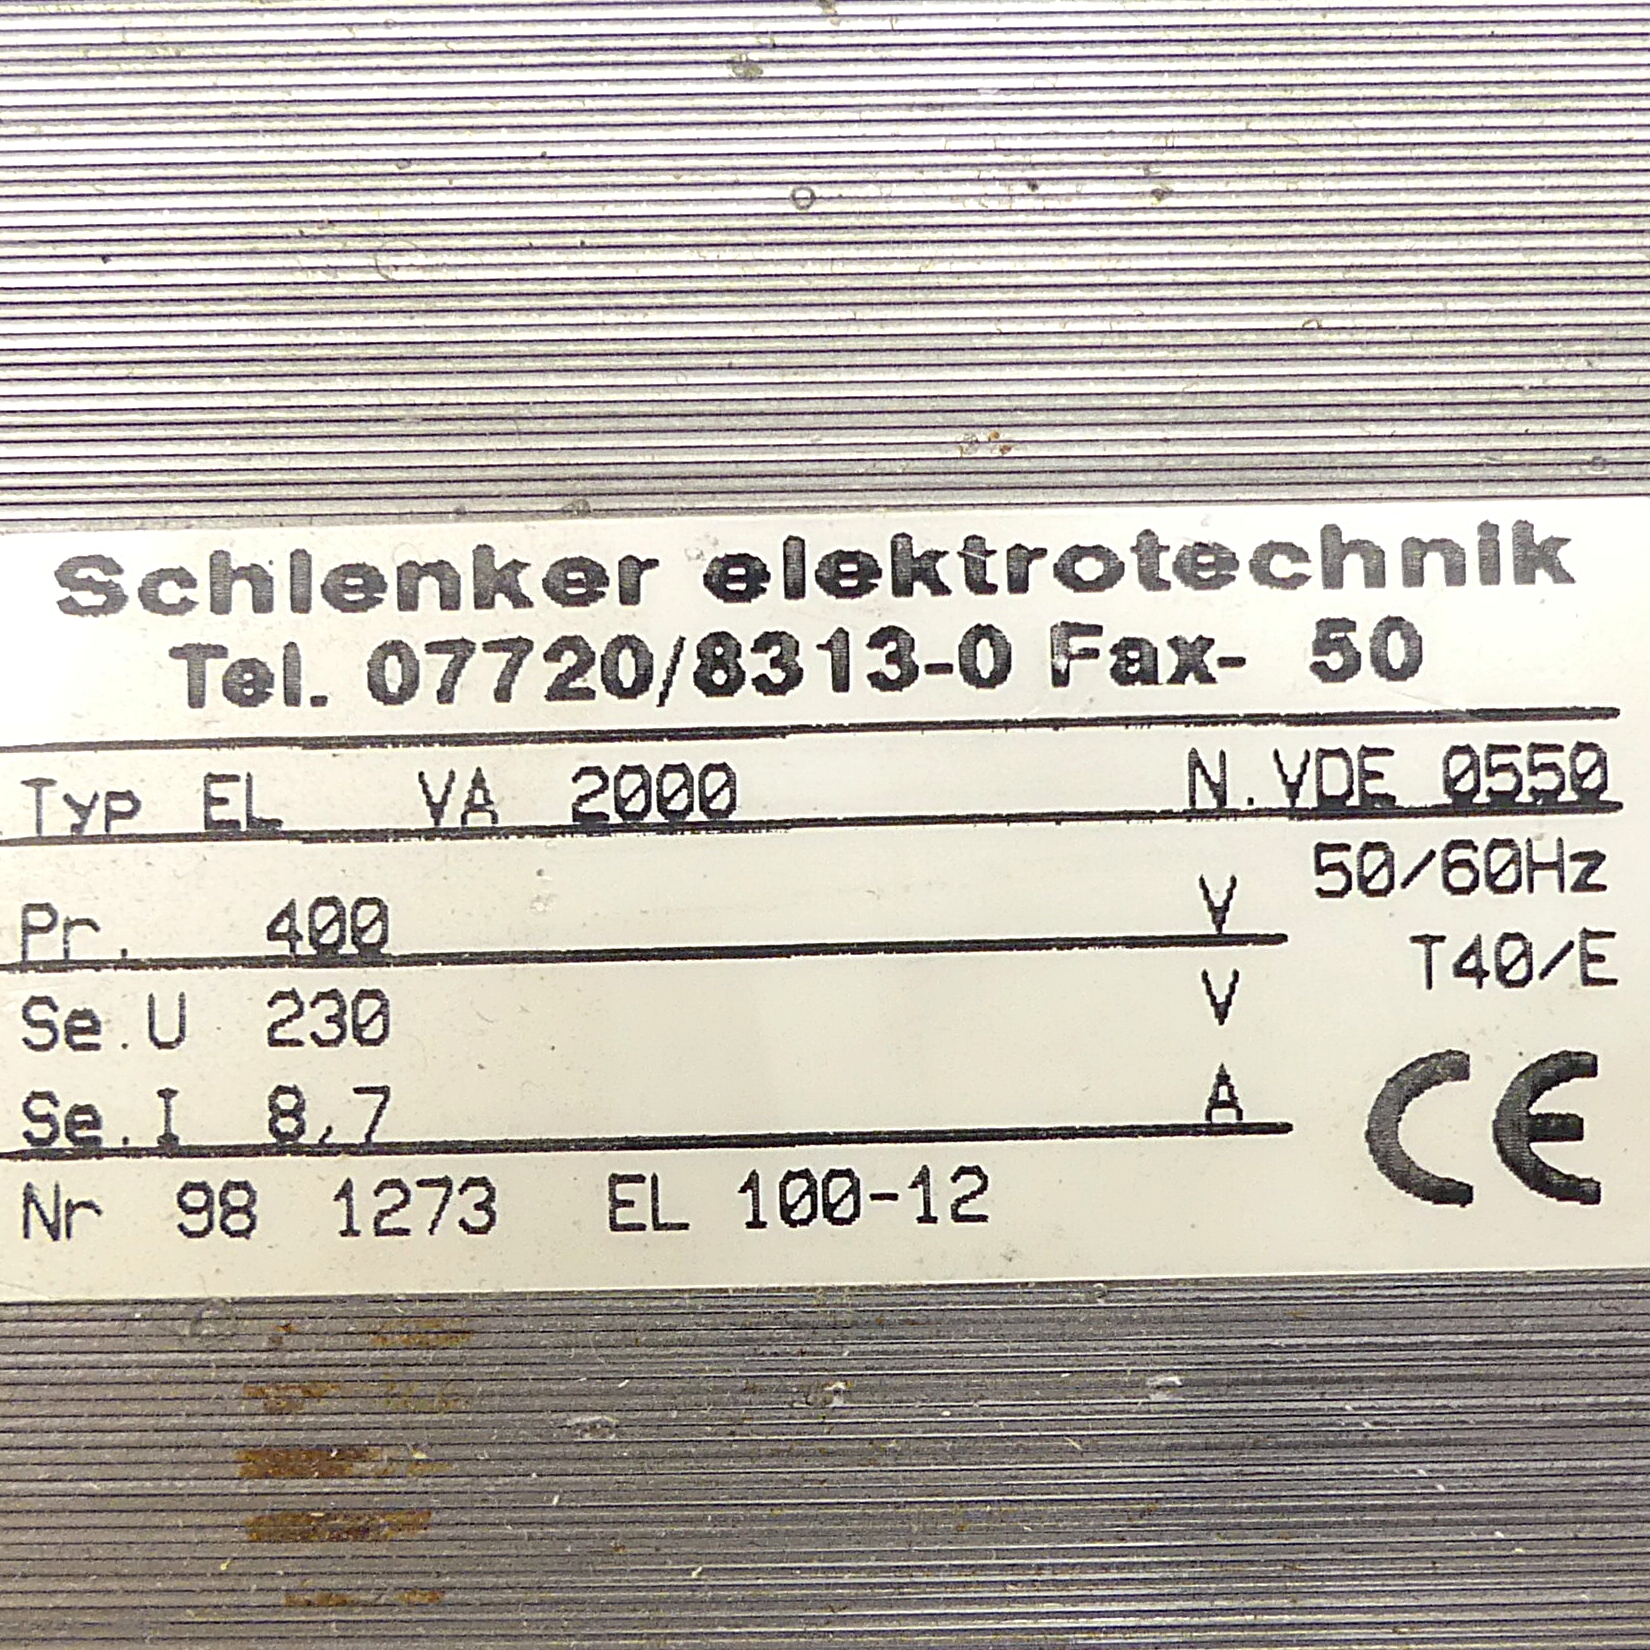 Schlenker elektrotechnik
Tel. 07720/8313-0 Fax- 50
Typ EL VA 2000 N.VDE 0550
50/60Hz
Pr. 400 V
T40/E
Se.U 230 V
Se.I 8,7 A
CE
Nr 98 1273 EL 100-12